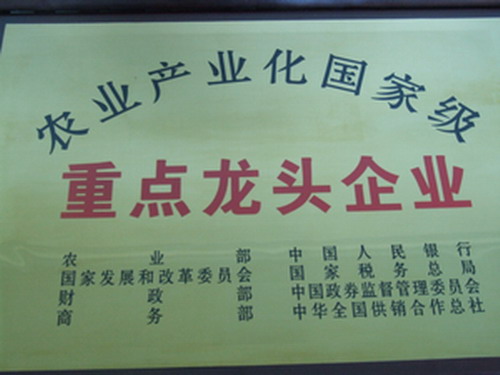 农业产业化国家级
重点龙头企业
农业部 中国人民银行
国家发展和改革委员会 国家税务总局
财政部 中国政券监督管理委员会
商务部 中华全国供销合作总社